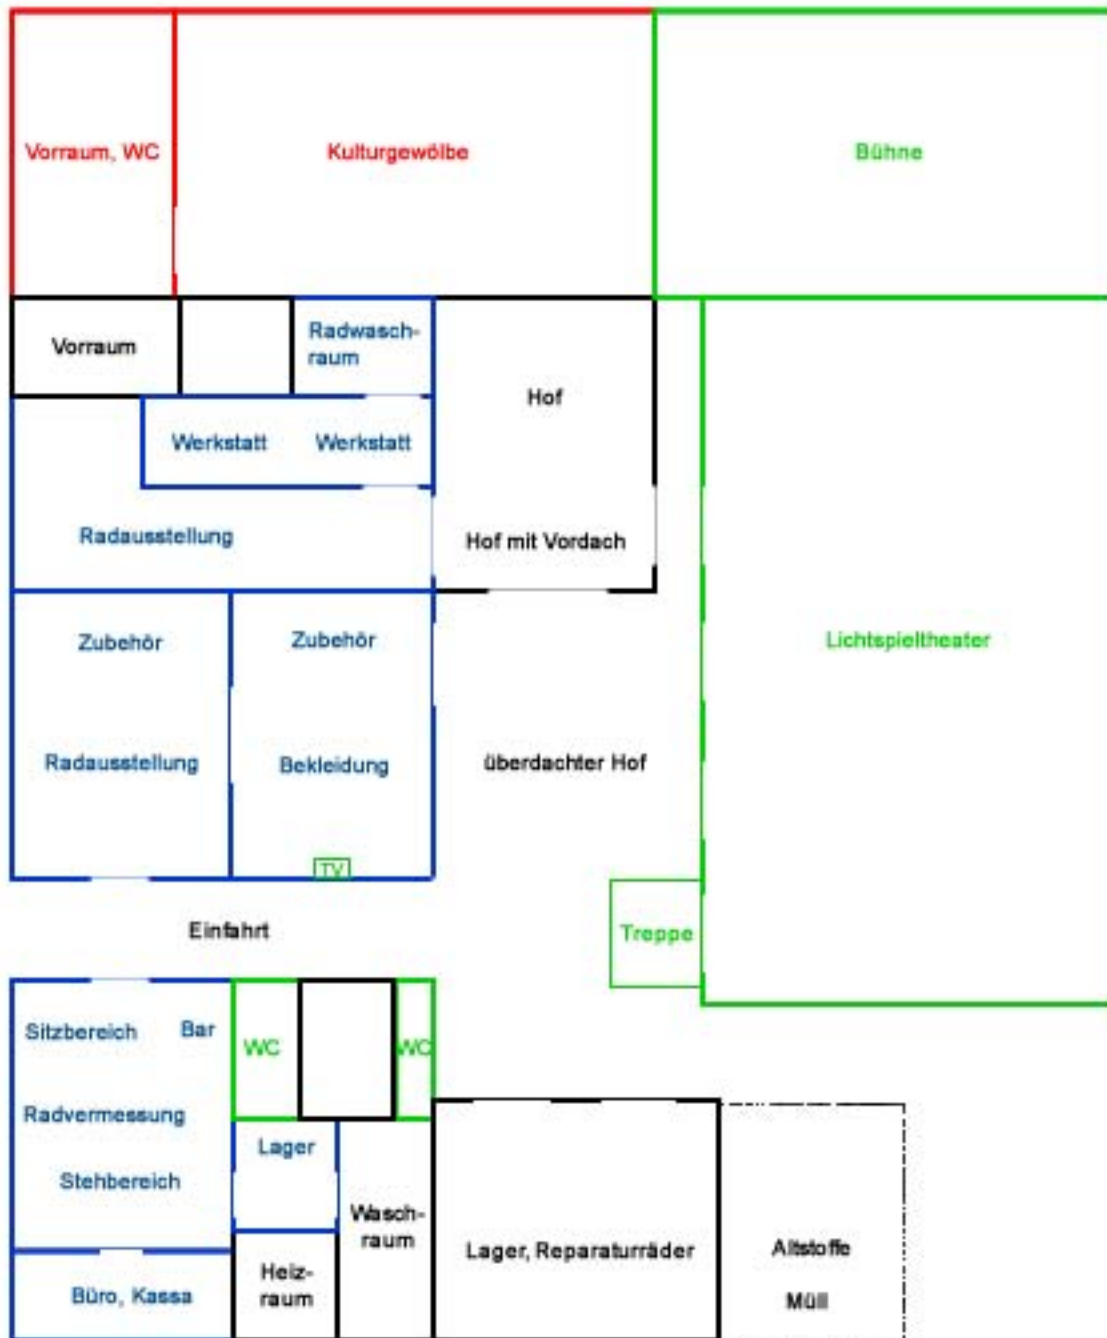 Vorraum, WC
Kulturgewölbe
Bühne
Vorraum
Radwasch-
raum
Hof
Werkstatt
Werkstatt
Radausstellung
Hof mit Vordach
Zubehör
Zubehör
Lichtspieltheater
Radausstellung
Bekleidung
überdachter Hof
TV
Einfahrt
Treppe
Sitzbereich
Bar
WC
WC
Radvermessung
Lager
Stehbereich
Wasch-
raum
Lager, Reparaturräder
Altstoffe
Müll
Heiz-
raum
Büro, Kassa